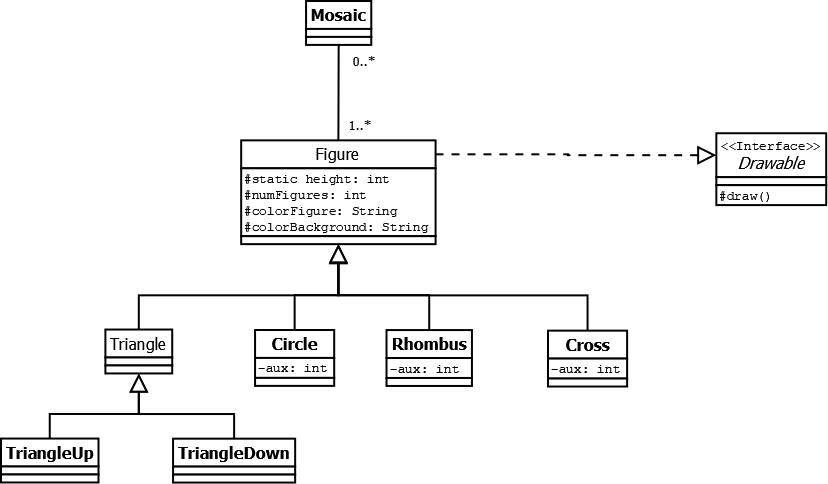 Mosaic
0..*
1..*
Figure
#static height: int
#numFigures: int
#colorFigure: String
#colorBackground: String
<<Interface>>
Drawable
#draw()
Triangle
Circle
-aux: int
Rhombus
-aux: int
Cross
-aux: int
TriangleUp
TriangleDown